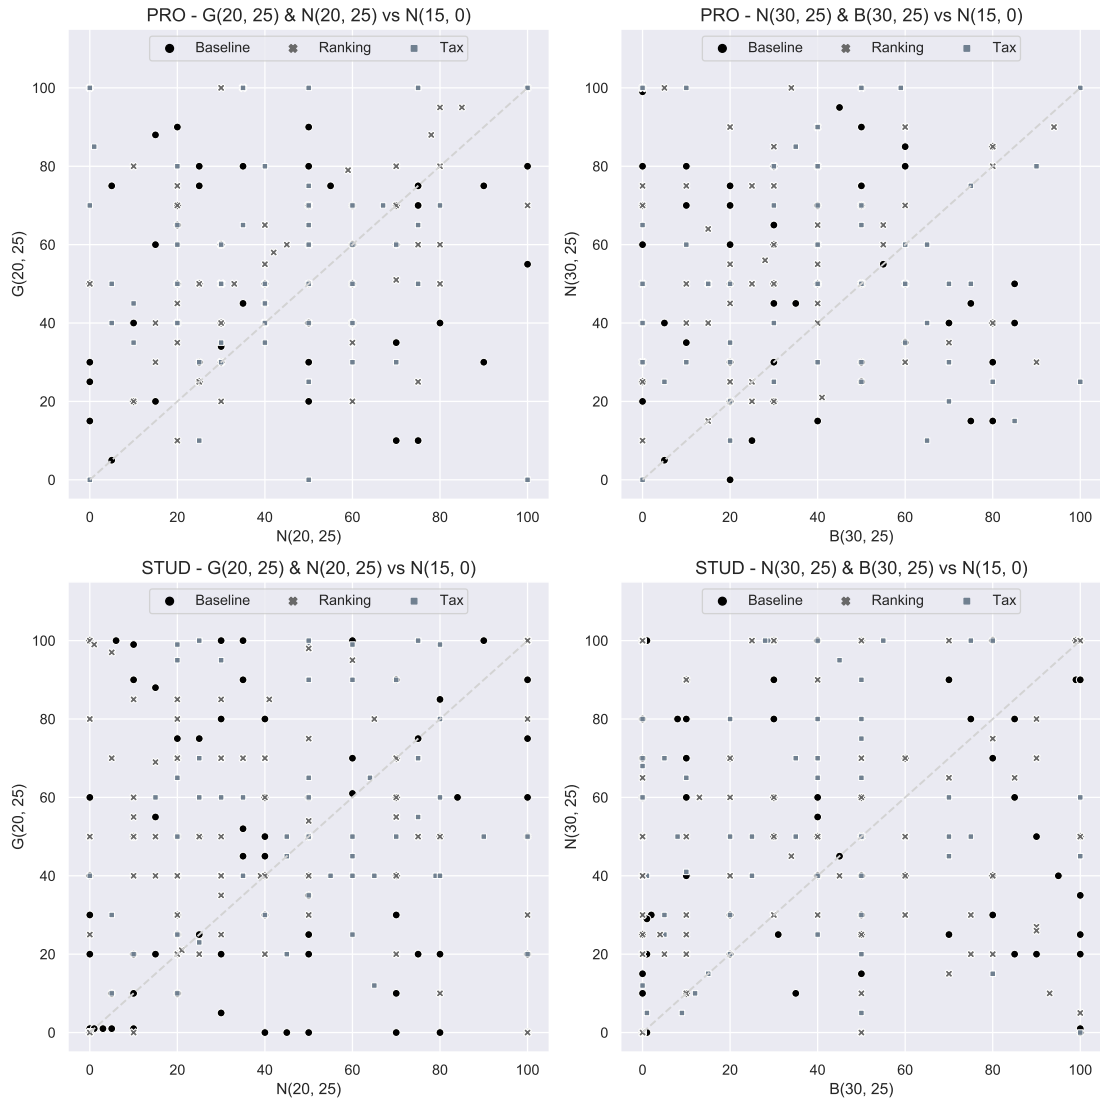 PRO - G(20, 25) & N(20, 25) vs N(15, 0)
Baseline Ranking Tax
100
80
60
40
20
0
G(20, 25)
0 20 40 60 80 100
N(20, 25)
PRO - N(30, 25) & B(30, 25) vs N(15, 0)
Baseline Ranking Tax
100
80
60
40
20
0
N(30, 25)
0 20 40 60 80 100
B(30, 25)
STUD - G(20, 25) & N(20, 25) vs N(15, 0)
Baseline Ranking Tax
100
80
60
40
20
0
G(20, 25)
0 20 40 60 80 100
N(20, 25)
STUD - N(30, 25) & B(30, 25) vs N(15, 0)
Baseline Ranking Tax
100
80
60
40
20
0
N(30, 25)
0 20 40 60 80 100
B(30, 25)